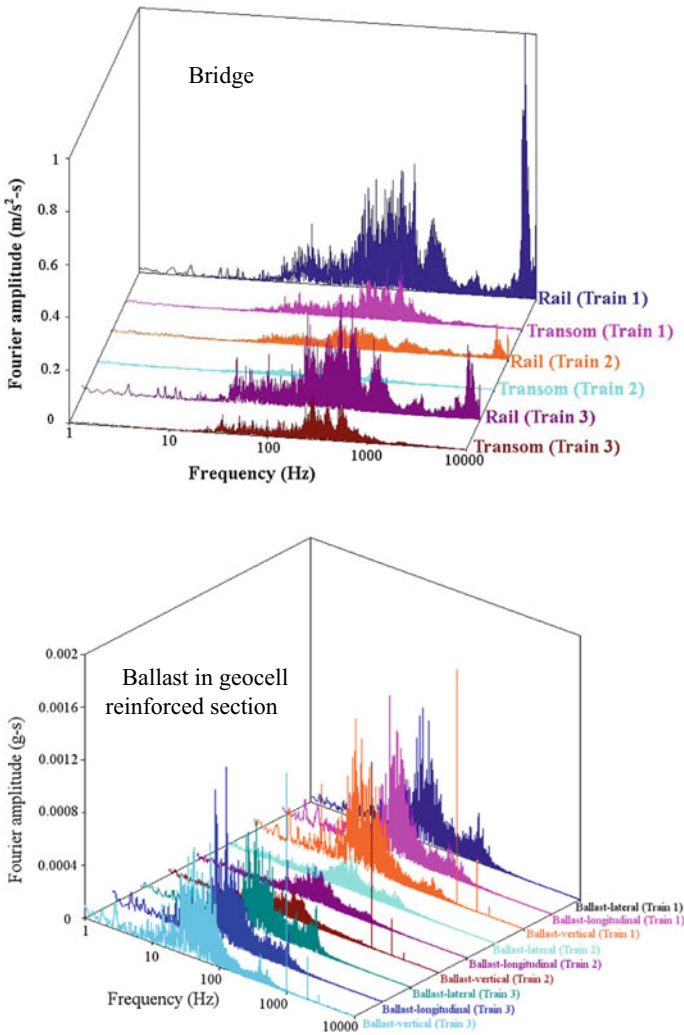 Bridge
Fourier amplitude (m/s²-s)
1
0.8
0.6
0.4
0.2
0
1
10
100
1000
10000
Frequency (Hz)
Rail (Train 1)
Transom (Train 1)
Rail (Train 2)
Transom (Train 2)
Rail (Train 3)
Transom (Train 3)
Ballast in geocell
reinforced section
Fourier amplitude (g-s)
0.002
0.0016
0.0012
0.0008
0.0004
0
1
10
100
1000
10000
Frequency (Hz)
Ballast-lateral (Train 1)
Ballast-longitudinal (Train 1)
Ballast-vertical (Train 1)
Ballast-lateral (Train 2)
Ballast-longitudinal (Train 2)
Ballast-vertical (Train 2)
Ballast-lateral (Train 3)
Ballast-longitudinal (Train 3)
Ballast-vertical (Train 3)